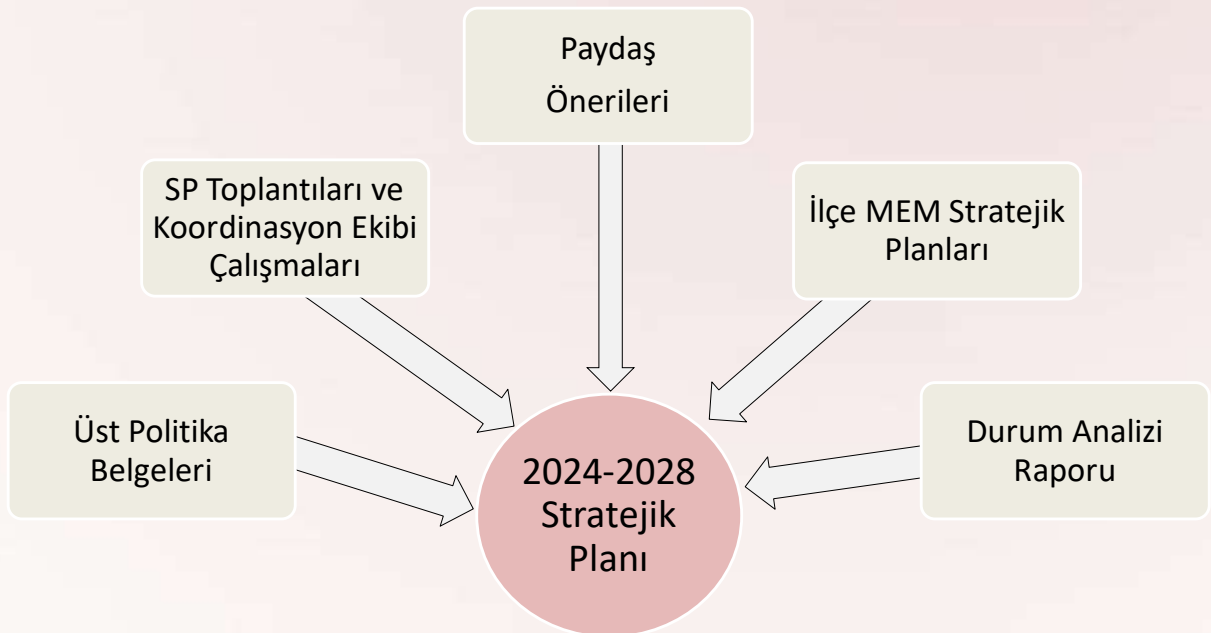 Paydaş
Önerileri
SP Toplantıları ve
Koordinasyon Ekibi
Çalışmaları
İlçe MEM Stratejik
Planları
Üst Politika
Belgeleri
Durum Analizi
Raporu
2024-2028
Stratejik
Planı